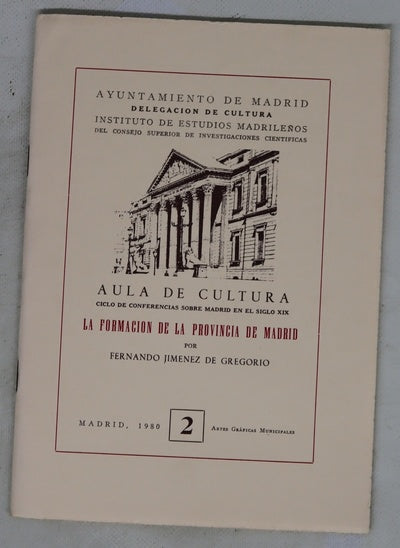 AYUNTAMIENTO DE MADRID
DELEGACION DE CULTURA
INSTITUTO DE ESTUDIOS MADRILEÑOS
DEL CONSEJO SUPERIOR DE INVESTIGACIONES CIENTIFICAS
AULA DE CULTURA
CICLO DE CONFERENCIAS SOBRE MADRID EN EL SIGLO XIX
LA FORMACION DE LA PROVINCIA DE MADRID
POR
FERNANDO JIMENEZ DE GREGORIO
MADRID, 1980 2 ARTES GRÁFICAS MUNICIPALES